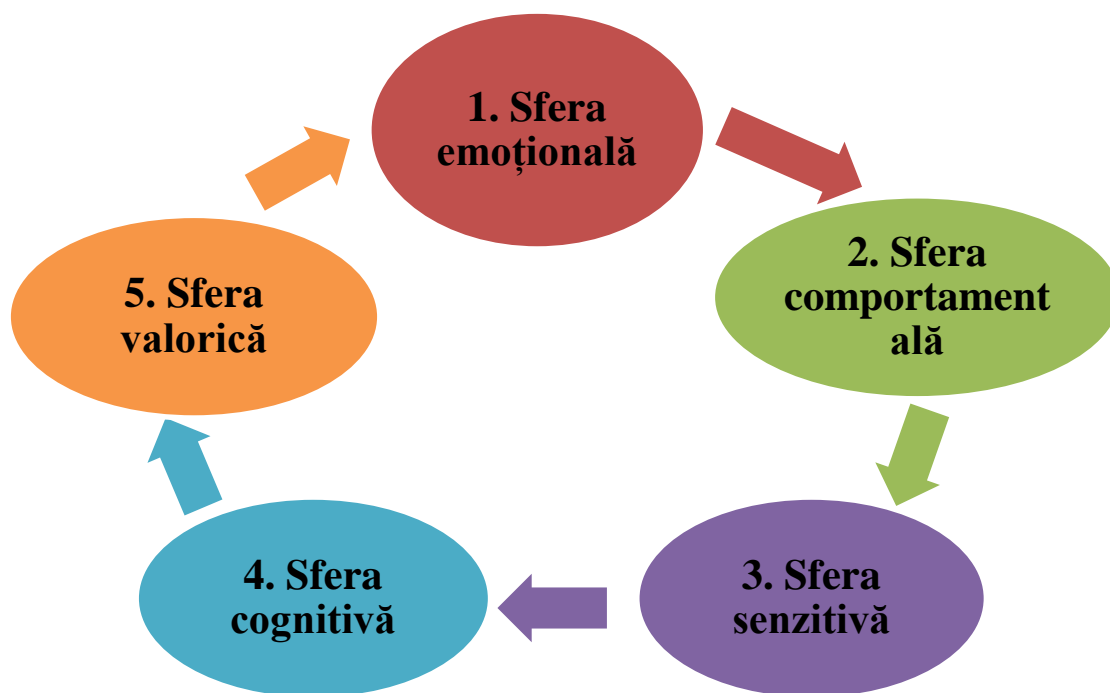 1. Sfera
emoțională
2. Sfera
comportament
ală
3. Sfera
senzitivă
4. Sfera
cognitivă
5. Sfera
valorică